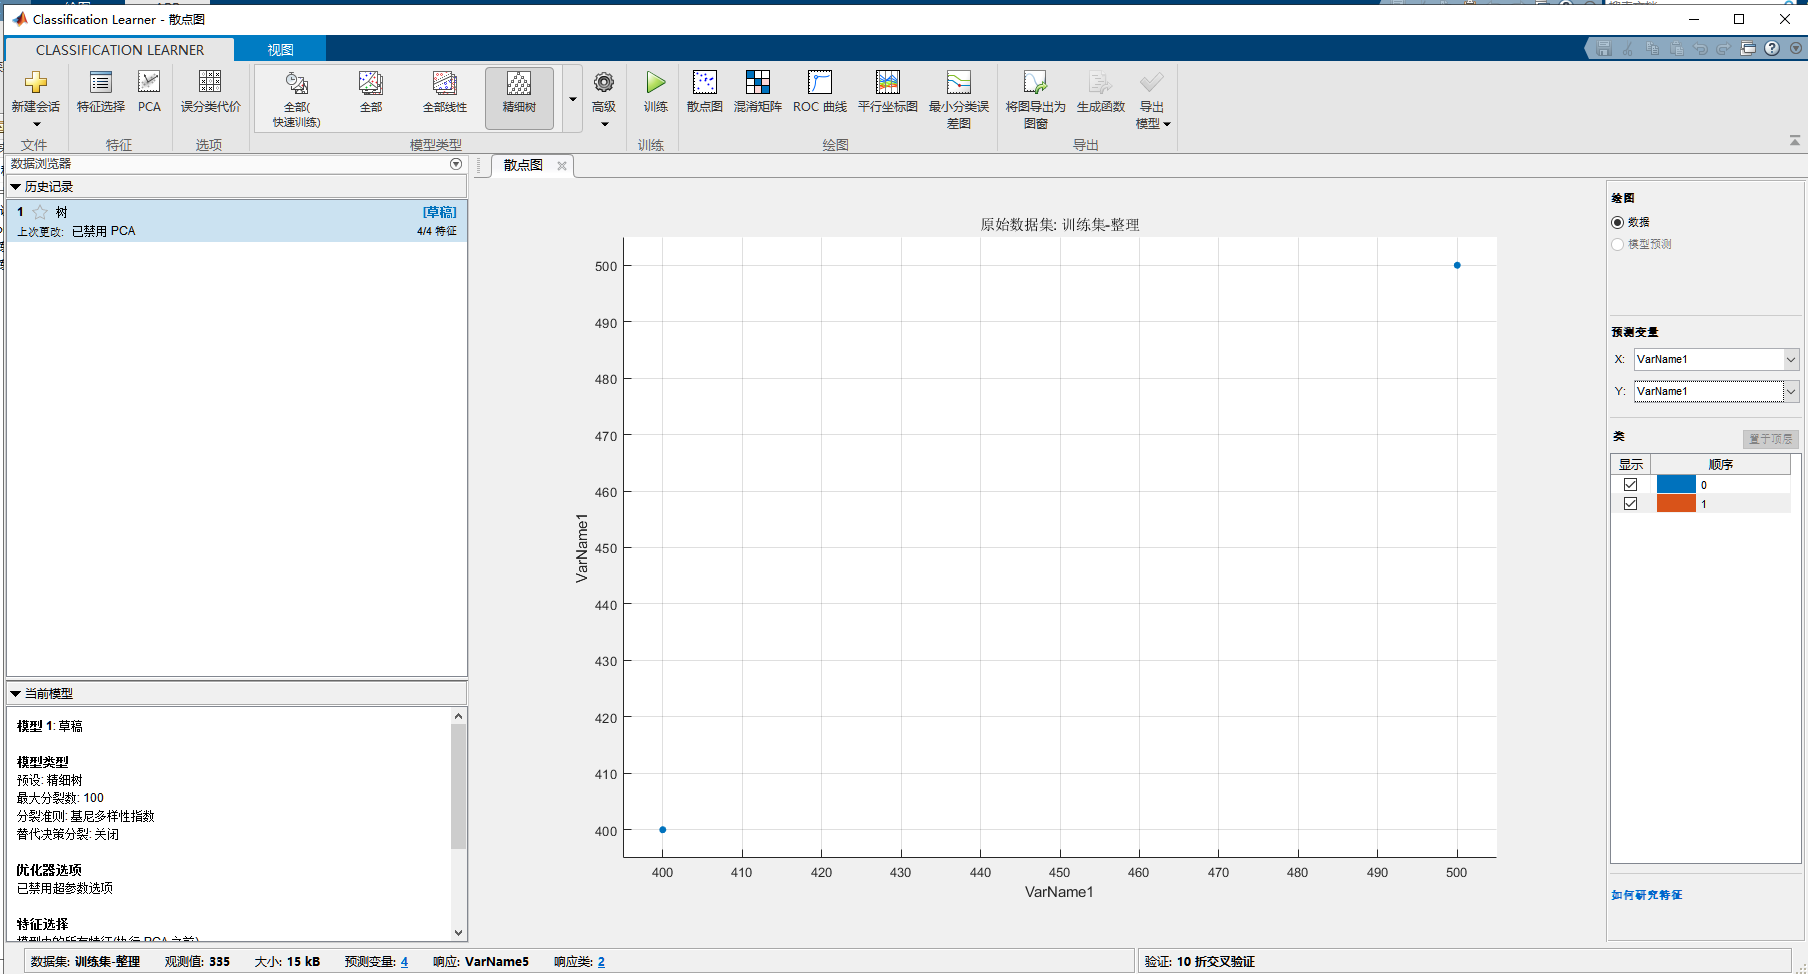 Classification Learner - 散点图
CLASSIFICATION LEARNER
视图
新建会话
特征选择
PCA
误分类代价
全部(
快速训练)
全部
全部线性
精细树
高级
训练
散点图
混淆矩阵
ROC 曲线
平行坐标图
最小分类误
差图
将图导出为
图窗
生成函数
导出
模型
文件
特征
选项
模型类型
训练
绘图
导出
数据浏览器
历史记录
1 树 [草稿]
上次更改: 已禁用 PCA 4/4 特征
当前模型
模型 1: 草稿
模型类型
预设: 精细树
最大分裂数: 100
分裂准则: 基尼多样性指数
替代决策分裂: 关闭
优化器选项
已禁用超参数选项
特征选择
模型中的所有特征(执行 PCA 之前)
散点图
原始数据集: 训练集-整理
500
490
480
470
460
450
440
430
420
410
400
VarName1
400 410 420 430 440 450 460 470 480 490 500
VarName1
绘图
数据
模型预测
预测变量
X: VarName1
Y: VarName1
类
置于顶层
显示 顺序
0
1
如何研究特征
数据集: 训练集-整理 观测值: 335 大小: 15 kB 预测变量: 4 响应: VarName5 响应类: 2
验证: 10 折交叉验证